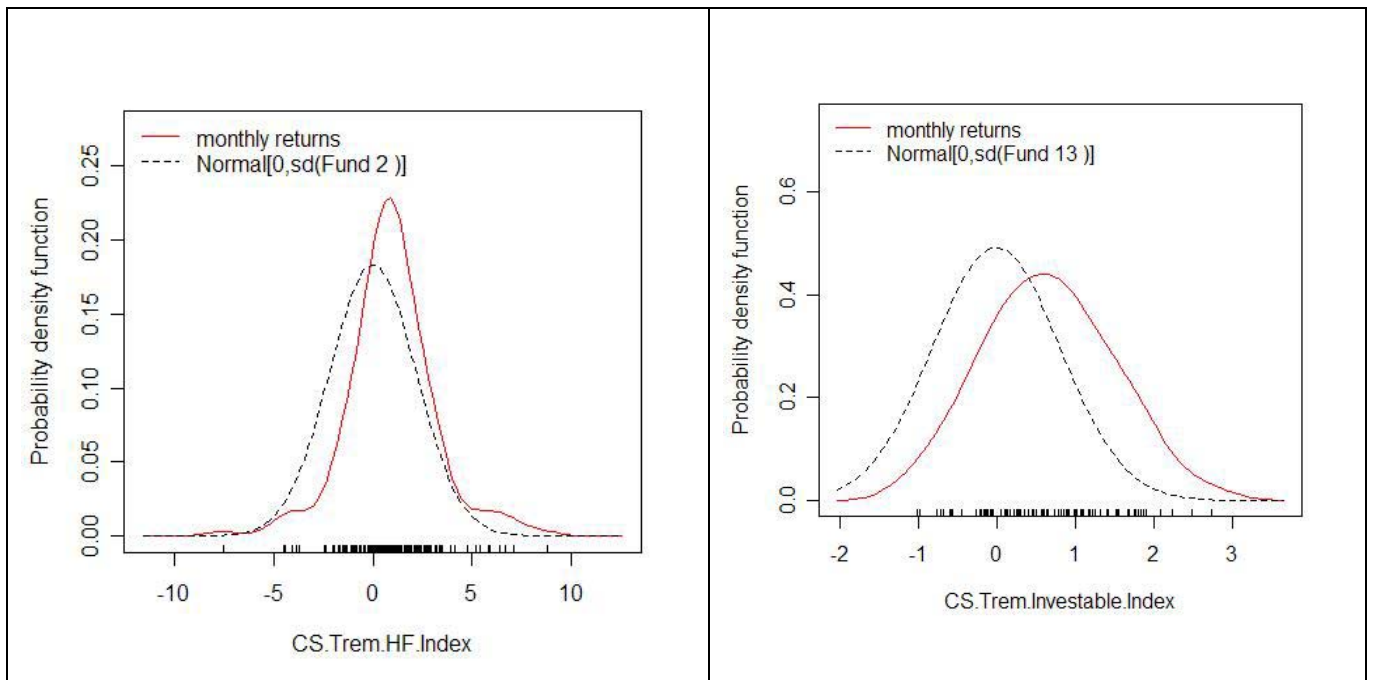 monthly returns
Normal[0,sd(Fund 2 )]
Probability density function
0.25
0.20
0.15
0.10
0.05
0.00
-10 -5 0 5 10
CS.Trem.HF.Index
monthly returns
Normal[0,sd(Fund 13 )]
Probability density function
0.6
0.4
0.2
0.0
-2 -1 0 1 2 3
CS.Trem.Investable.Index